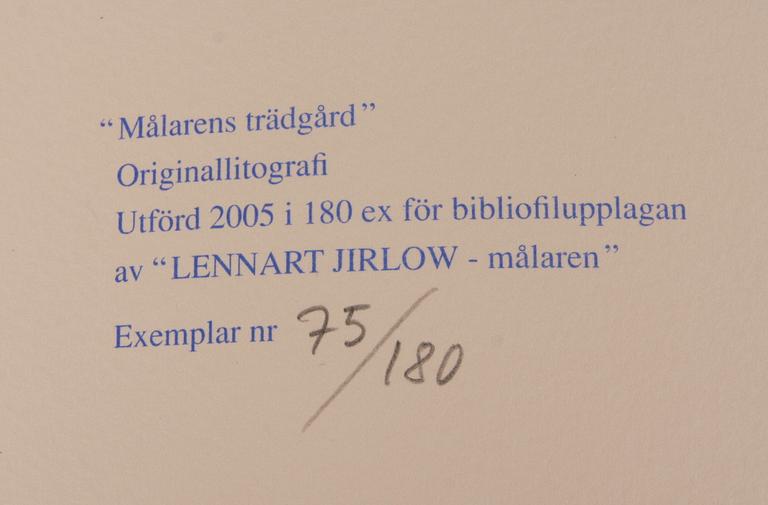 “Målarens trädgård”
Originallitografi
Utförd 2005 i 180 ex för bibliofilupplagan
av “LENNART JIRLOW - målaren”
Exemplar nr 75/180